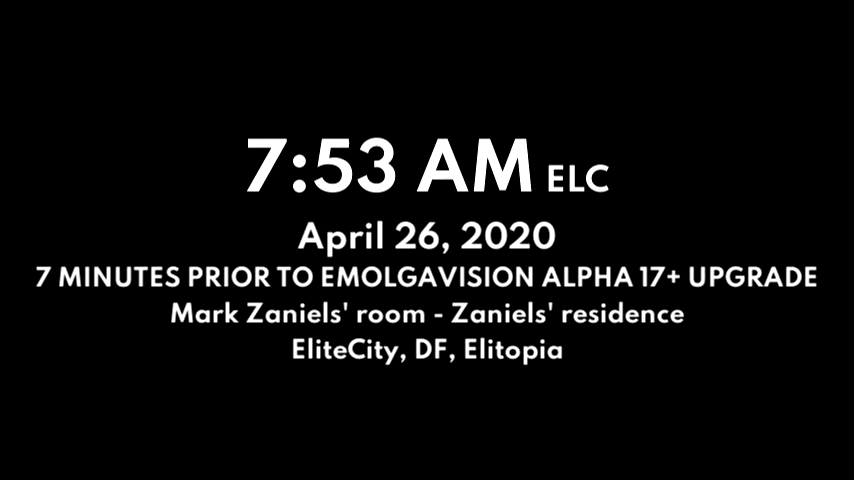 7:53 AM ELC
April 26, 2020
7 MINUTES PRIOR TO EMOLGAVISION ALPHA 17+ UPGRADE
Mark Zaniels' room - Zaniels' residence
EliteCity, DF, Elitopia